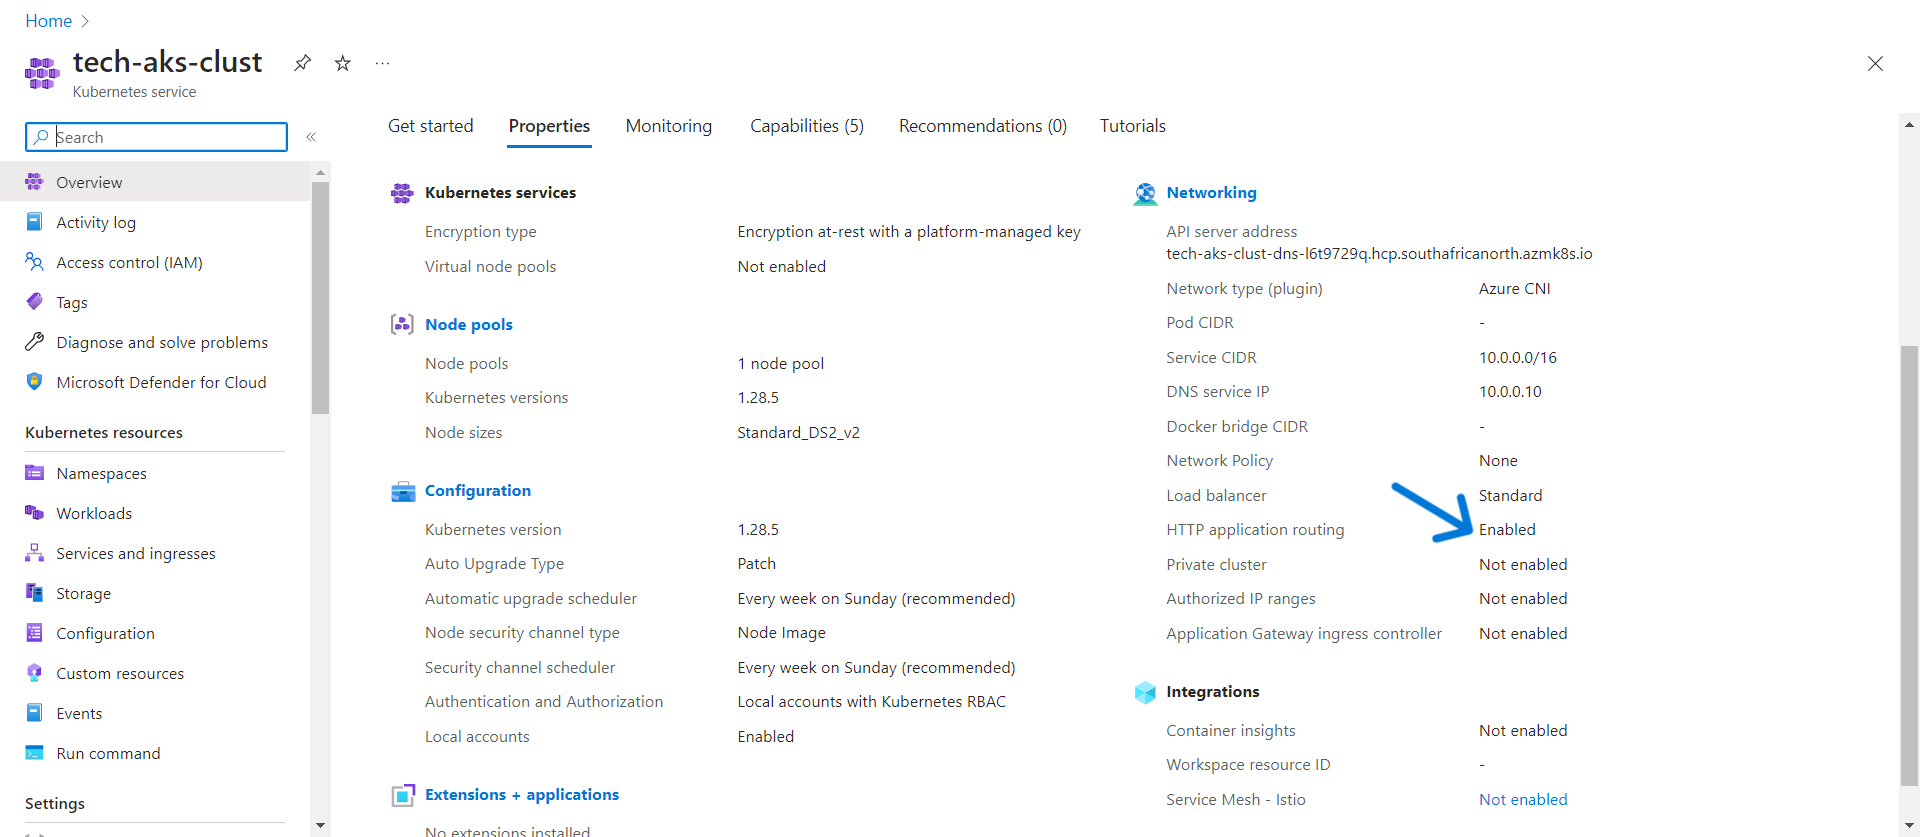 Home
tech-aks-clust
Kubernetes service
Search
Overview
Activity log
Access control (IAM)
Tags
Diagnose and solve problems
Microsoft Defender for Cloud
Kubernetes resources
Namespaces
Workloads
Services and ingresses
Storage
Configuration
Custom resources
Events
Run command
Settings
Get started Properties Monitoring Capabilities (5) Recommendations (0) Tutorials
Kubernetes services
Encryption type Encryption at-rest with a platform-managed key
Virtual node pools Not enabled
Node pools
Node pools 1 node pool
Kubernetes versions 1.28.5
Node sizes Standard_DS2_v2
Configuration
Kubernetes version 1.28.5
Auto Upgrade Type Patch
Automatic upgrade scheduler Every week on Sunday (recommended)
Node security channel type Node Image
Security channel scheduler Every week on Sunday (recommended)
Authentication and Authorization Local accounts with Kubernetes RBAC
Local accounts Enabled
Extensions + applications
No extensions installed
Networking
API server address
tech-aks-clust-dns-l6t9729q.hcp.southafricanorth.azmk8s.io
Network type (plugin) Azure CNI
Pod CIDR -
Service CIDR 10.0.0.0/16
DNS service IP 10.0.0.10
Docker bridge CIDR -
Network Policy None
Load balancer Standard
HTTP application routing Enabled
Private cluster Not enabled
Authorized IP ranges Not enabled
Application Gateway ingress controller Not enabled
Integrations
Container insights Not enabled
Workspace resource ID -
Service Mesh - Istio Not enabled